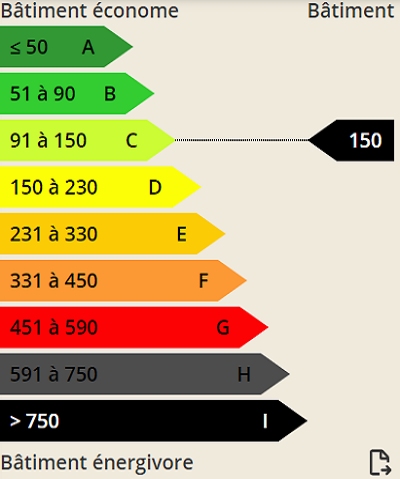 Bâtiment économe Bâtiment
≤ 50 A
51 à 90 B
91 à 150 C 150
150 à 230 D
231 à 330 E
331 à 450 F
451 à 590 G
591 à 750 H
> 750 I
Bâtiment énergivore